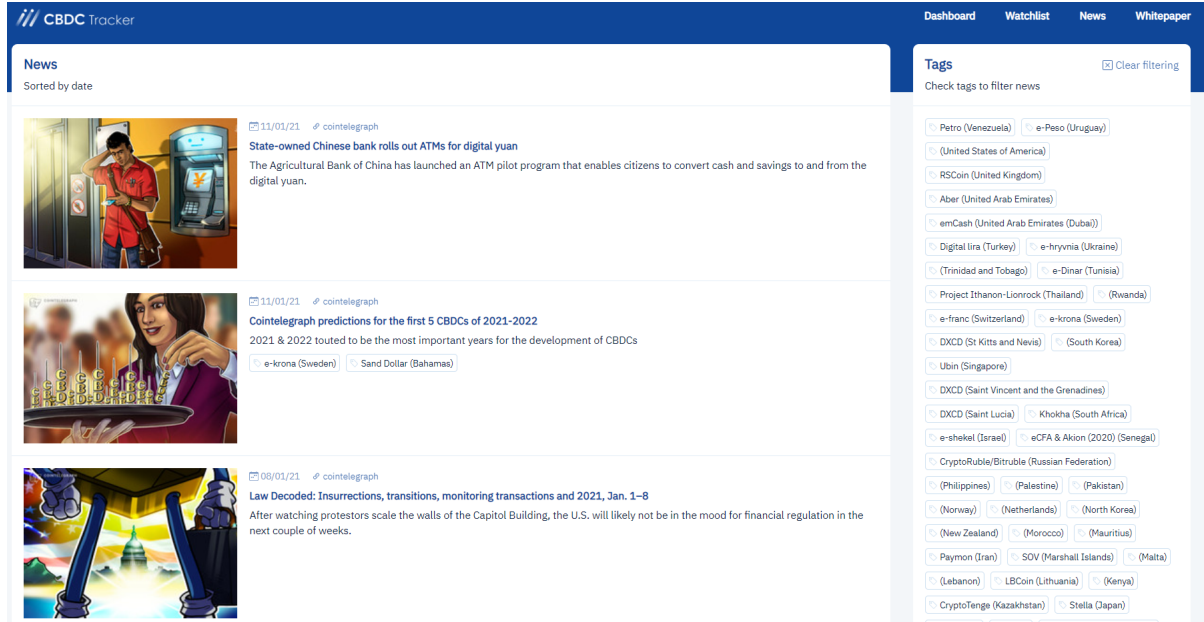 CBDC Tracker
Dashboard Watchlist News Whitepaper
News
Sorted by date
11/01/21 cointelegraph
State-owned Chinese bank rolls out ATMs for digital yuan
The Agricultural Bank of China has launched an ATM pilot program that enables citizens to convert cash and savings to and from the
digital yuan.
COINTELEGRAPH
11/01/21 cointelegraph
Cointelegraph predictions for the first 5 CBDCs of 2021-2022
2021 & 2022 touted to be the most important years for the development of CBDCs
e-krona (Sweden) Sand Dollar (Bahamas)
08/01/21 cointelegraph
Law Decoded: Insurrections, transitions, monitoring transactions and 2021, Jan. 1–8
After watching protestors scale the walls of the Capitol Building, the U.S. will likely not be in the mood for financial regulation in the
next couple of weeks.
Tags
Clear filtering
Check tags to filter news
Petro (Venezuela) e-Peso (Uruguay)
(United States of America)
RSCoin (United Kingdom)
Aber (United Arab Emirates)
emCash (United Arab Emirates (Dubai))
Digital lira (Turkey) e-hryvnia (Ukraine)
(Trinidad and Tobago) e-Dinar (Tunisia)
Project Ithanon-Lionrock (Thailand) (Rwanda)
e-franc (Switzerland) e-krona (Sweden)
DXCD (St Kitts and Nevis) (South Korea)
Ubin (Singapore)
DXCD (Saint Vincent and the Grenadines)
DXCD (Saint Lucia) Khokha (South Africa)
e-shekel (Israel) eCFA & Akion (2020) (Senegal)
CryptoRuble/Bitruble (Russian Federation)
(Philippines) (Palestine) (Pakistan)
(Norway) (Netherlands) (North Korea)
(New Zealand) (Morocco) (Mauritius)
Paymon (Iran) SOV (Marshall Islands) (Malta)
(Lebanon) LBCoin (Lithuania) (Kenya)
CryptoTenge (Kazakhstan) Stella (Japan)